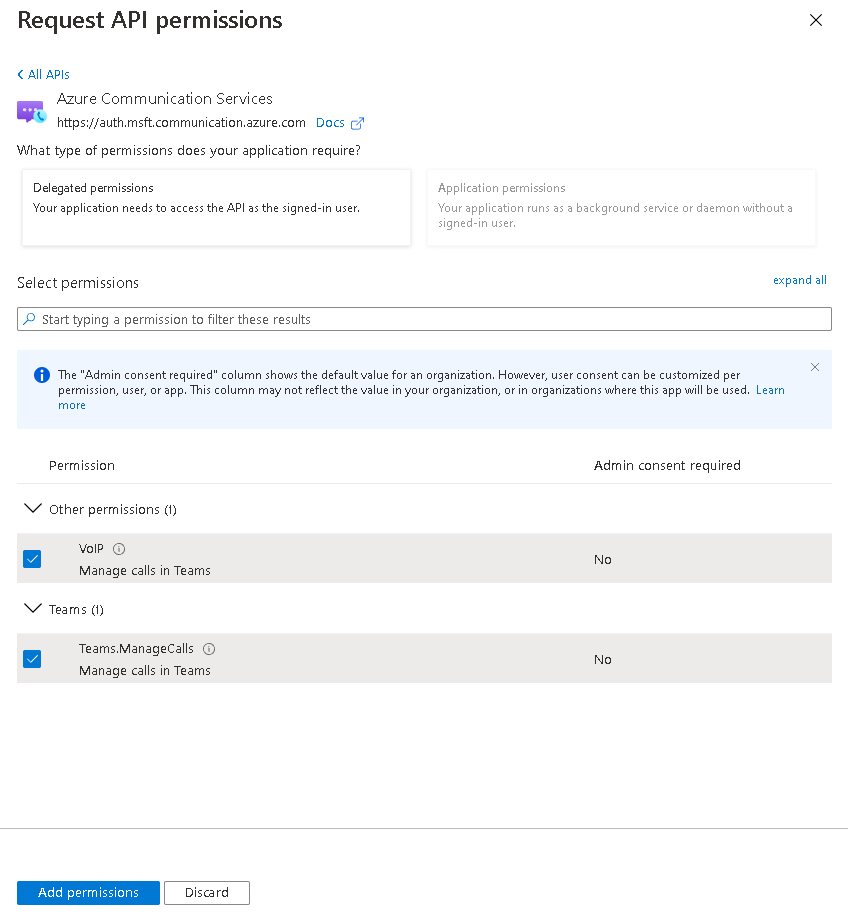 Request API permissions
All APIs
Azure Communication Services
https://auth.msft.communication.azure.com Docs
What type of permissions does your application require?
Delegated permissions
Your application needs to access the API as the signed-in user.
Application permissions
Your application runs as a background service or daemon without a
signed-in user.
Select permissions
expand all
Start typing a permission to filter these results
The "Admin consent required" column shows the default value for an organization. However, user consent can be customized per
permission, user, or app. This column may not reflect the value in your organization, or in organizations where this app will be used. Learn
more
Permission
Admin consent required
Other permissions (1)
VoIP
Manage calls in Teams
No
Teams (1)
Teams.ManageCalls
Manage calls in Teams
No
Add permissions
Discard